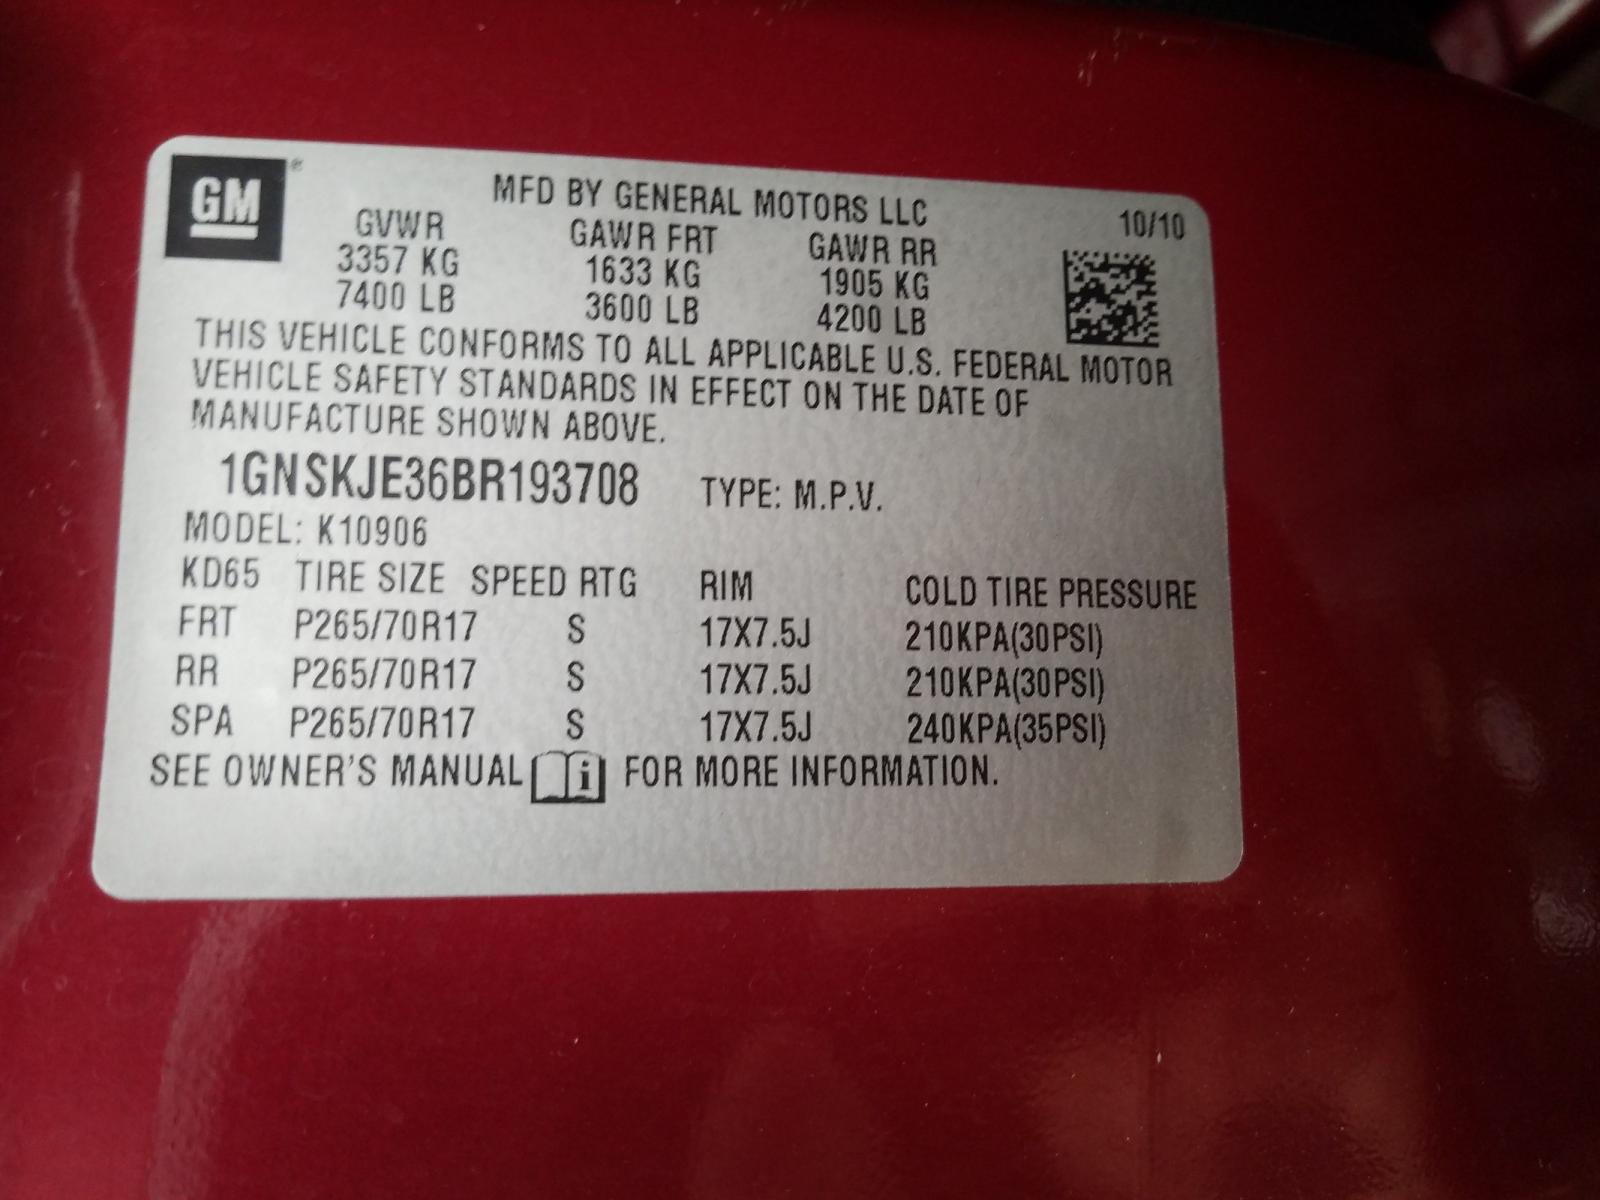 GM
MFD BY GENERAL MOTORS LLC
10/10
GVWR GAWR FRT GAWR RR
3357 KG 1633 KG 1905 KG
7400 LB 3600 LB 4200 LB
THIS VEHICLE CONFORMS TO ALL APPLICABLE U.S. FEDERAL MOTOR
VEHICLE SAFETY STANDARDS IN EFFECT ON THE DATE OF
MANUFACTURE SHOWN ABOVE.
1GNSKJE36BR193708 TYPE: M.P.V.
MODEL: K10906
KD65 TIRE SIZE SPEED RTG RIM COLD TIRE PRESSURE
FRT P265/70R17 S 17X7.5J 210KPA(30PSI)
RR P265/70R17 S 17X7.5J 210KPA(30PSI)
SPA P265/70R17 S 17X7.5J 240KPA(35PSI)
SEE OWNER'S MANUAL i FOR MORE INFORMATION.